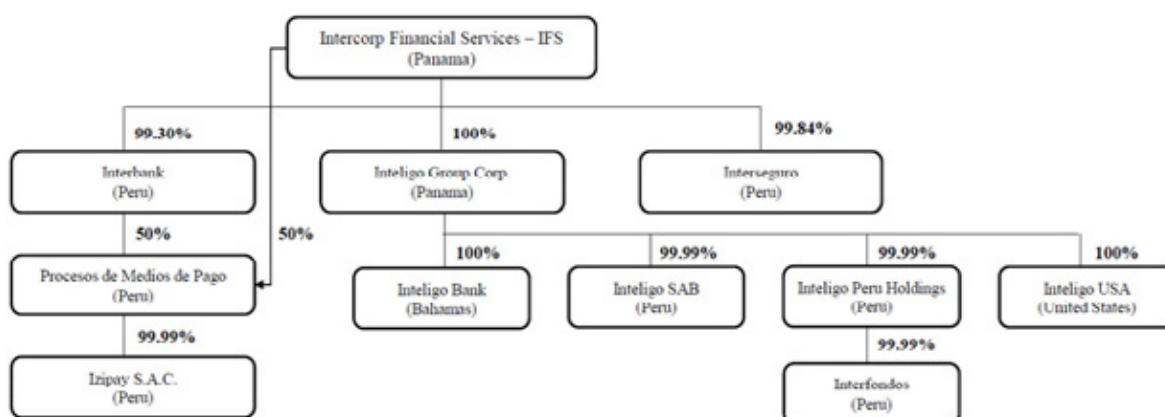 Intercorp Financial Services – IFS
(Panama)
99.30%
100%
99.84%
Interbank
(Peru)
Inteligo Group Corp.
(Panama)
Interseguro
(Peru)
50%
50%
100%
99.99%
99.99%
100%
Procesos de Medios de Pago
(Peru)
Inteligo Bank
(Bahamas)
Inteligo SAB
(Peru)
Inteligo Peru Holdings
(Peru)
Inteligo USA
(United States)
99.99%
99.99%
Izipay S.A.C.
(Peru)
Interfondos
(Peru)